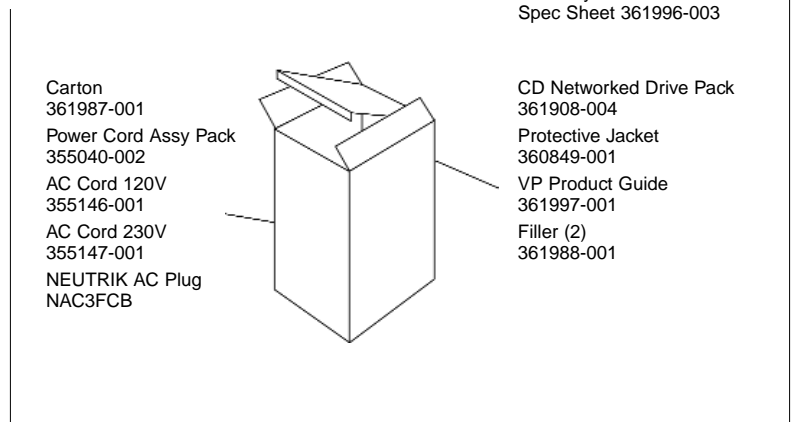 Spec Sheet 361996-003
Carton
361987-001
Power Cord Assy Pack
355040-002
AC Cord 120V
355146-001
AC Cord 230V
355147-001
NEUTRIK AC Plug
NAC3FCB
CD Networked Drive Pack
361908-004
Protective Jacket
360849-001
VP Product Guide
361997-001
Filler (2)
361988-001